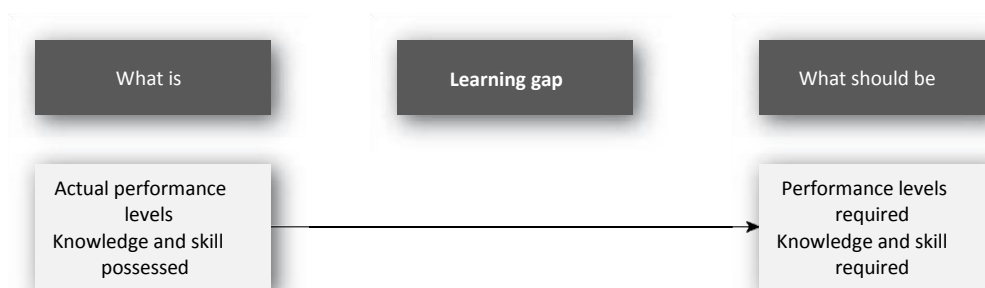 What is
Learning gap
What should be
Actual performance
levels
Knowledge and skill
possessed
Performance levels
required
Knowledge and skill
required